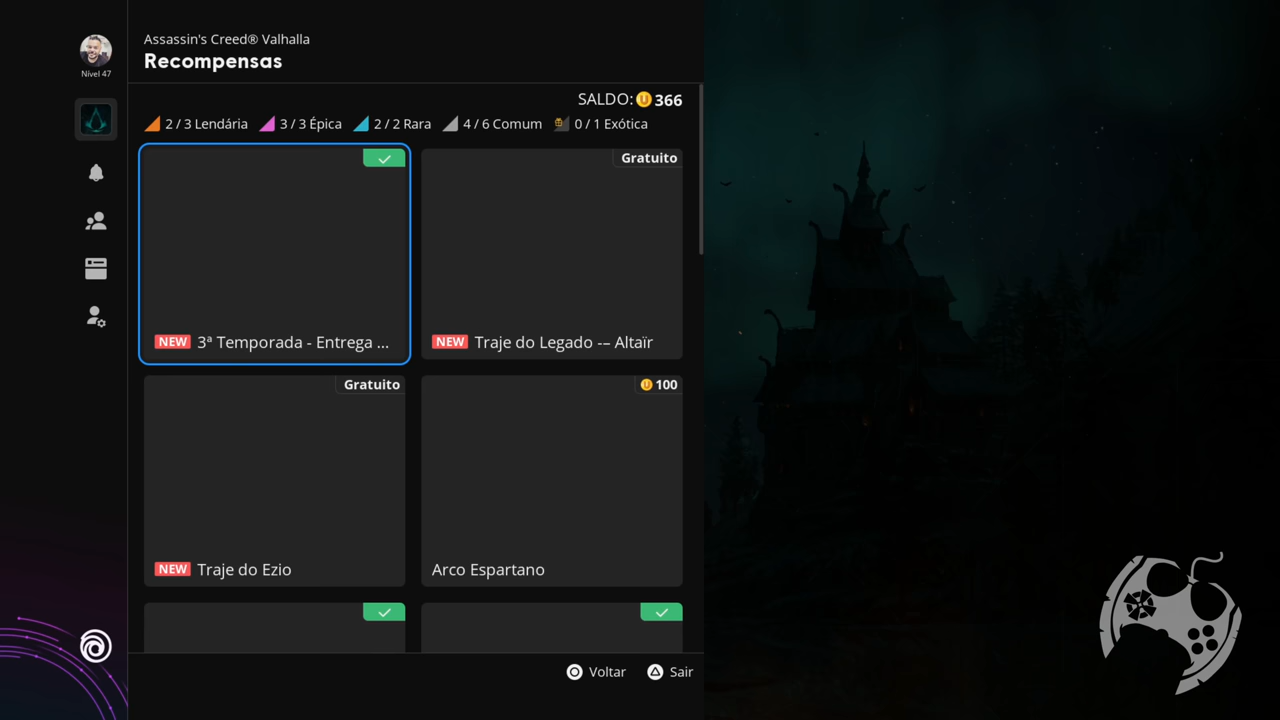 Assassin's Creed® Valhalla
Recompensas
Nível 47
SALDO: 366
2 / 3 Lendária 3 / 3 Épica 2 / 2 Rara 4 / 6 Comum 0 / 1 Exótica
Gratuito
NEW 3ª Temporada - Entrega ...
NEW Traje do Legado -– Altaïr
Gratuito
100
NEW Traje do Ezio
Arco Espartano
Voltar
Sair